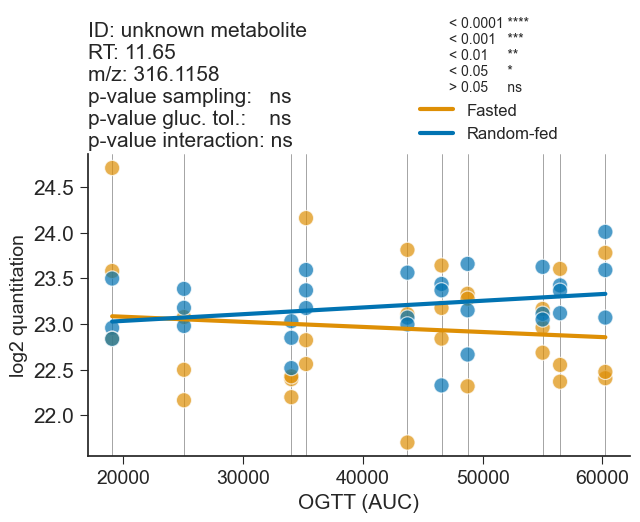 ID: unknown metabolite
RT: 11.65
m/z: 316.1158
p-value sampling: ns
p-value gluc. tol.: ns
p-value interaction: ns
< 0.0001 ****
< 0.001 ***
< 0.01 **
< 0.05 *
> 0.05 ns
Fasted
Random-fed
log2 quantitation
24.5
24.0
23.5
23.0
22.5
22.0
20000 30000 40000 50000 60000
OGTT (AUC)